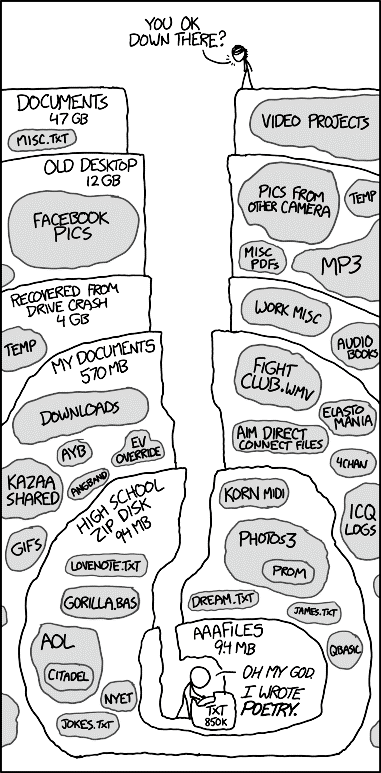 YOU OK
DOWN THERE?
DOCUMENTS
47 GB
MISC.TXT
VIDEO PROJECTS
OLD DESKTOP
12 GB
FACEBOOK
PICS
PICS FROM
OTHER CAMERA
TEMP
MISC
PDFs
MP3
RECOVERED FROM
DRIVE CRASH
4 GB
TEMP
WORK MISC
AUDIO
BOOKS
MY DOCUMENTS
570 MB
DOWNLOADS
AYB
EV
OVERRIDE
KAZAA
SHARED
ANGBAND
GIFS
FIGHT
CLUB.WMV
ELASTO
MANIA
AIM DIRECT
CONNECT FILES
4CHAN
ICQ
LOGS
HIGH SCHOOL
ZIP DISK
94 MB
LOVENOTE.TXT
GORILLA.BAS
AOL
CITADEL
NYET
JOKES.TXT
KORN MIDI
PHOTOS3
PROM
DREAM.TXT
JAMES.TXT
QBASIC
AAAFILES
94 MB
OH MY GOD.
I WROTE
POETRY.
TXT
850K